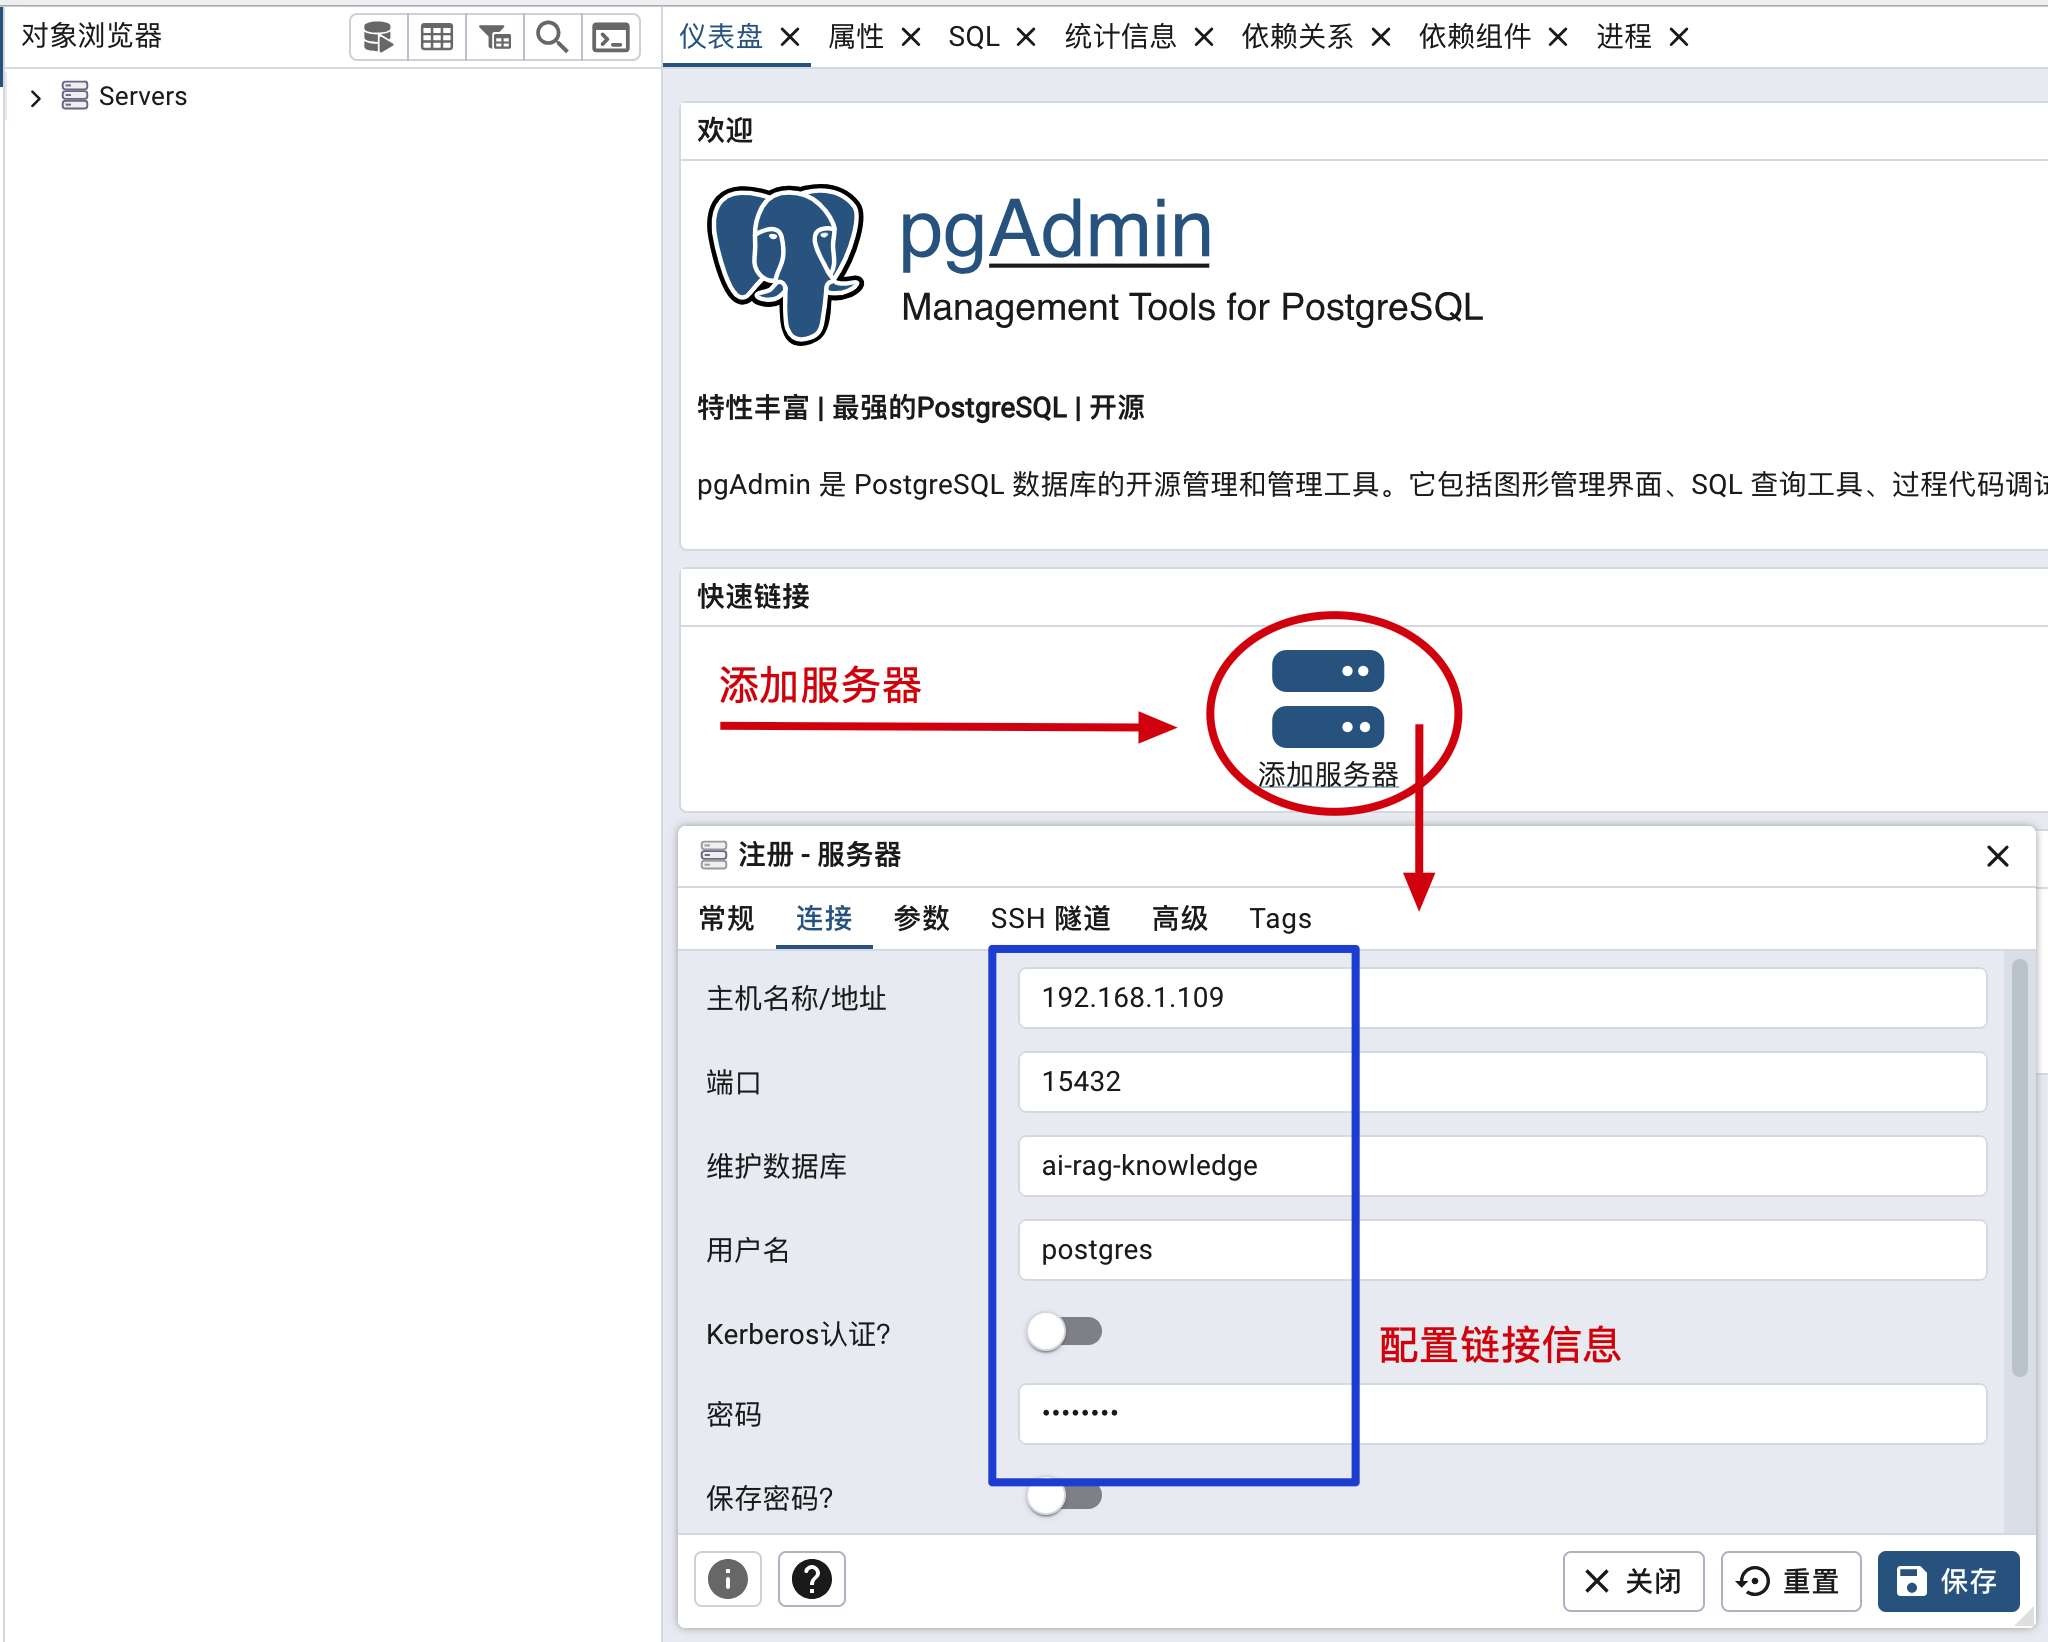 对象浏览器
仪表盘 属性 SQL 统计信息 依赖关系 依赖组件 进程
Servers
欢迎
pgAdmin
Management Tools for PostgreSQL
特性丰富 | 最强的PostgreSQL | 开源
pgAdmin 是 PostgreSQL 数据库的开源管理和管理工具。它包括图形管理界面、SQL 查询工具、过程代码调试
快速链接
添加服务器
添加服务器
注册 - 服务器
常规 连接 参数 SSH 隧道 高级 Tags
主机名称/地址 192.168.1.109
端口 15432
维护数据库 ai-rag-knowledge
用户名 postgres
Kerberos认证?
配置链接信息
密码 ••••••••
保存密码?
关闭 重置 保存